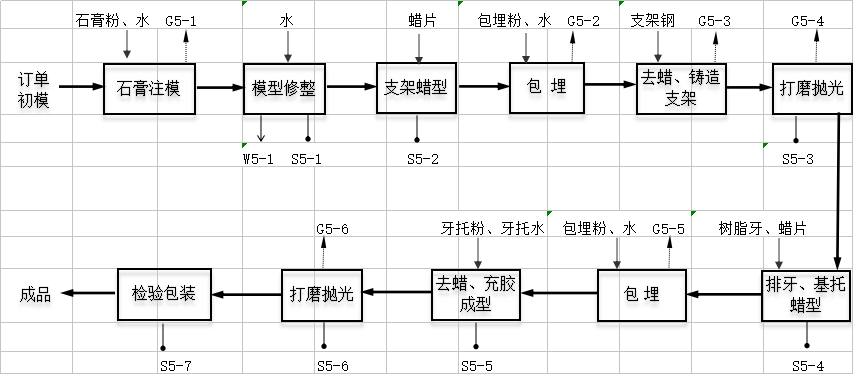 石膏粉、水
G5-1
水
蜡片
包埋粉、水
G5-2
支架钢
G5-3
G5-4
订单
初模
石膏注模
模型修整
支架蜡型
包 埋
去蜡、铸造
支架
打磨抛光
W5-1
S5-1
S5-2
S5-3
G5-6
牙托粉、牙托水
包埋粉、水
G5-5
树脂牙、蜡片
成品
检验包装
打磨抛光
去蜡、充胶
成型
包 埋
排牙、基托
蜡型
S5-7
S5-6
S5-5
S5-4